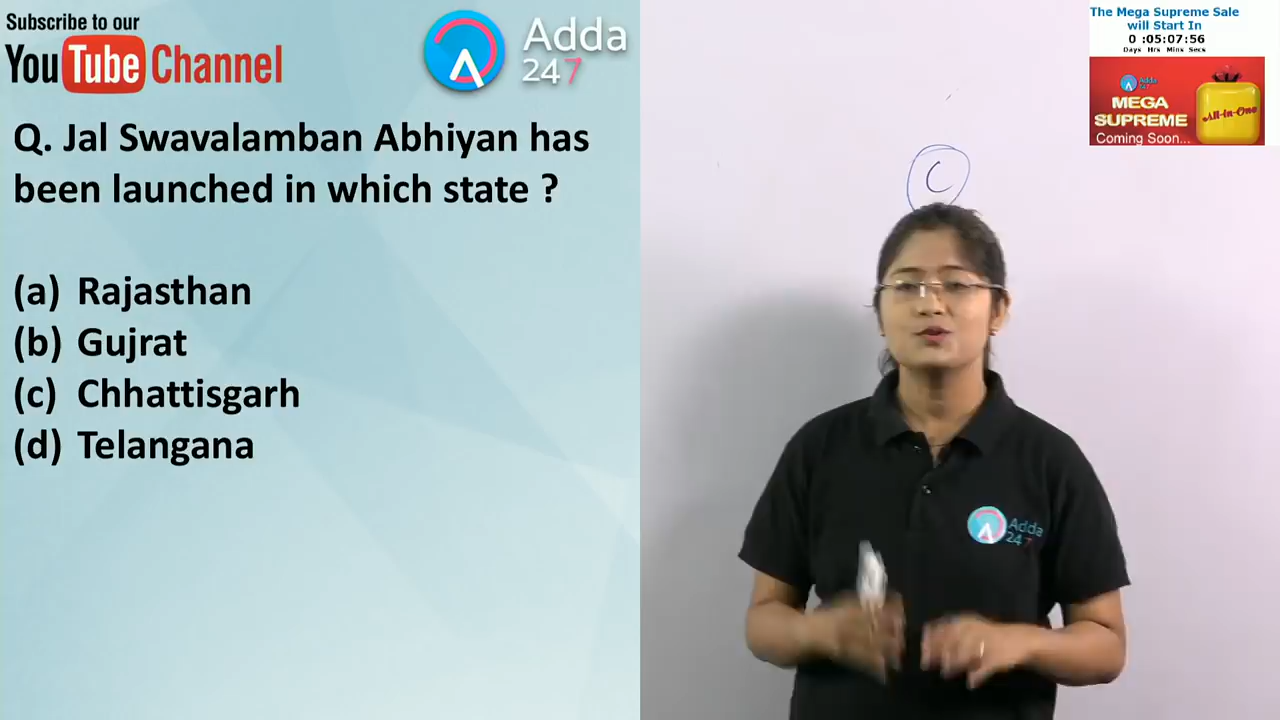 Subscribe to our
YouTube Channel
Adda
247
Q. Jal Swavalamban Abhiyan has
been launched in which state ?
(a) Rajasthan
(b) Gujrat
(c) Chhattisgarh
(d) Telangana
C
The Mega Supreme Sale
will Start In
0 :05:07:56
Days Hrs Mins Secs
Adda
247
MEGA
SUPREME
Coming Soon...
All-in-One
Adda
247